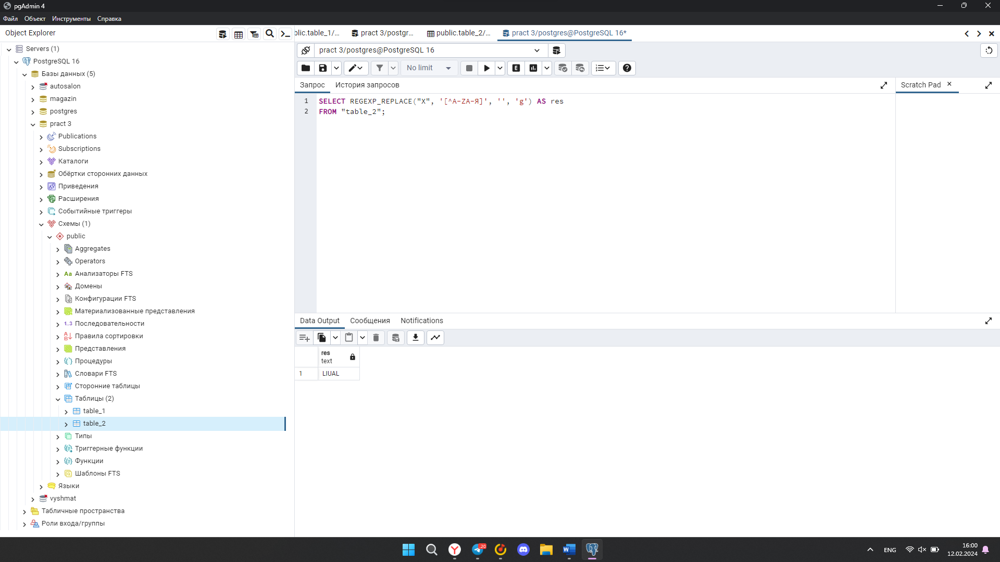 pgAdmin 4
Файл Объект Инструменты Справка
Object Explorer
Servers (1)
PostgreSQL 16
Базы данных (5)
autosalon
magazin
postgres
pract 3
Publications
Subscriptions
Каталоги
Обёртки сторонних данных
Приведения
Расширения
Событийные триггеры
Схемы (1)
public
Aggregates
Operators
Aa Анализаторы FTS
Домены
Конфигурации FTS
Материализованные представления
1..3 Последовательности
Правила сортировки
Представления
Процедуры
Словари FTS
Сторонние таблицы
Таблицы (2)
table_1
table_2
Типы
Триггерные функции
Функции
Шаблоны FTS
Языки
vyshmat
Табличные пространства
Роли входа/группы
blic.table_1/... pract 3/postgr... public.table_2/... pract 3/postgres@PostgreSQL 16*
pract 3/postgres@PostgreSQL 16
No limit
Запрос История запросов
Scratch Pad
1 SELECT REGEXP_REPLACE("X", '[^A-ZА-Я]', '', 'g') AS res
2 FROM "table_2";
Data Output Сообщения Notifications
res
text
1 LIUAL
20
ENG
16:00
12.02.2024